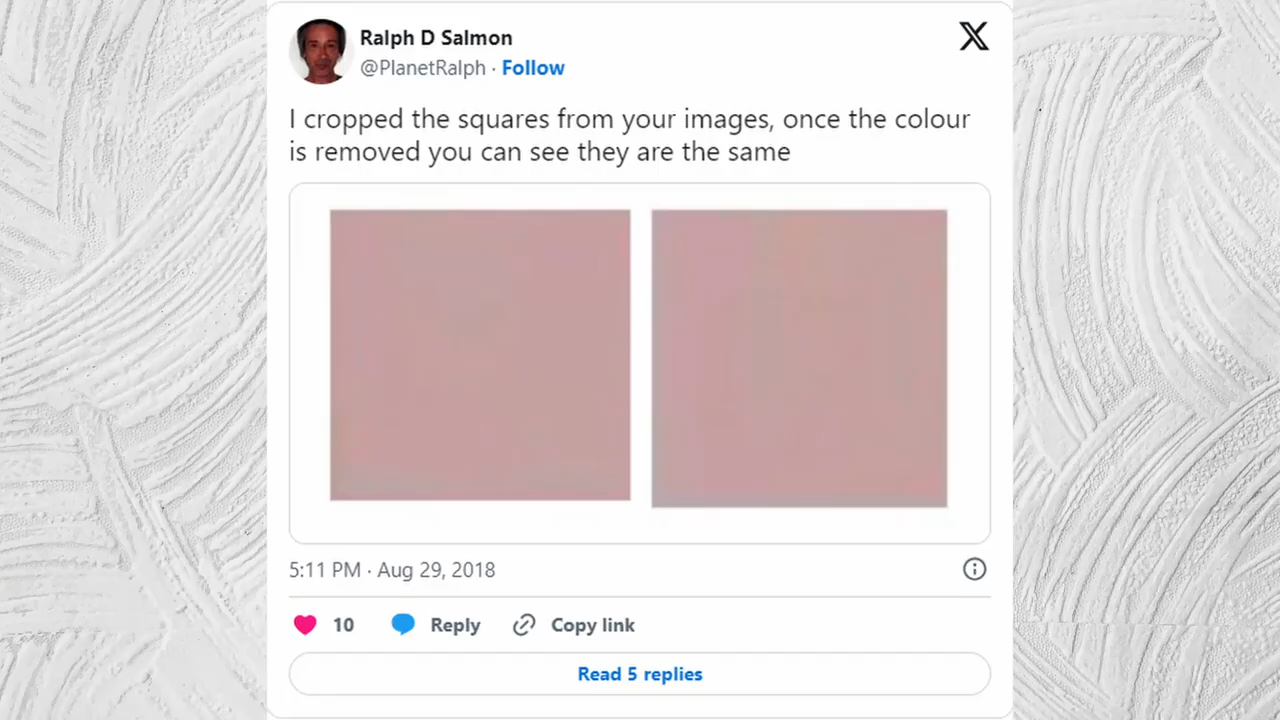 Ralph D Salmon
@PlanetRalph · Follow
I cropped the squares from your images, once the colour
is removed you can see they are the same
5:11 PM · Aug 29, 2018
10 Reply Copy link
Read 5 replies